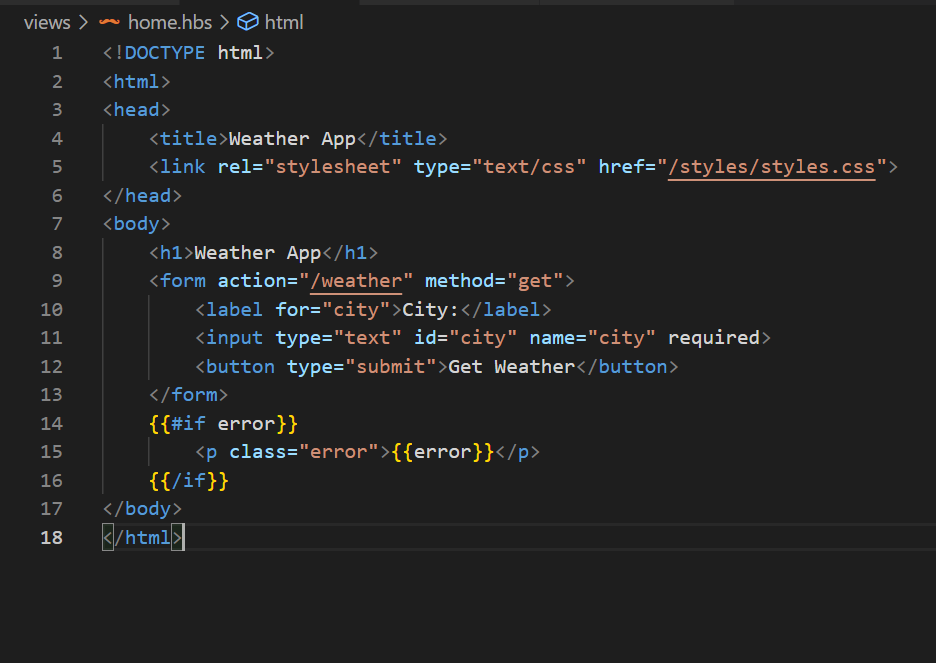 views > home.hbs > html
1 <!DOCTYPE html>
2 <html>
3 <head>
4     <title>Weather App</title>
5     <link rel="stylesheet" type="text/css" href="/styles/styles.css">
6 </head>
7 <body>
8     <h1>Weather App</h1>
9     <form action="/weather" method="get">
10         <label for="city">City:</label>
11         <input type="text" id="city" name="city" required>
12         <button type="submit">Get Weather</button>
13     </form>
14     {{#if error}}
15         <p class="error">{{error}}</p>
16     {{/if}}
17 </body>
18 </html>